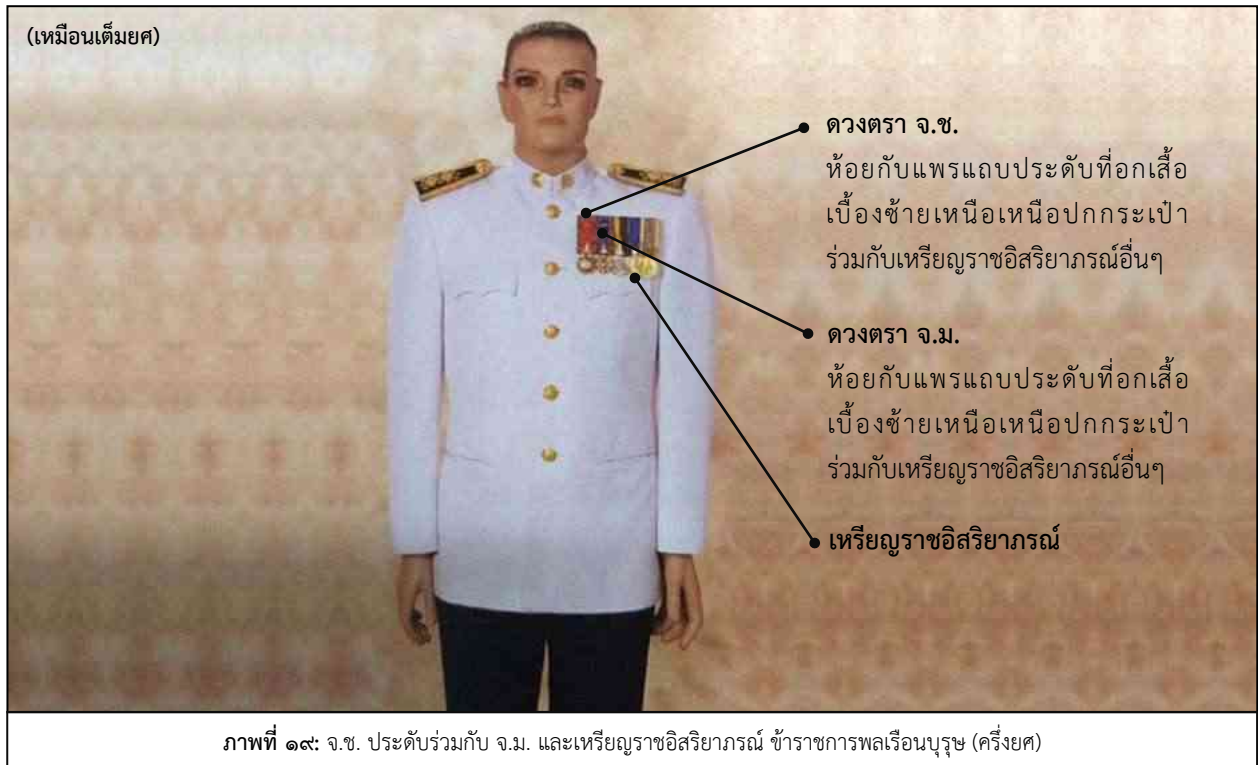 (เหมือนเต็มยศ)
ดวงตรา จ.ช.
ห้อยกับแพรแถบประดับที่อกเสื้อ
เบื้องซ้ายเหนือเหนือปกกระเป๋า
ร่วมกับเหรียญราชอิสริยาภรณ์อื่นๆ
ดวงตรา จ.ม.
ห้อยกับแพรแถบประดับที่อกเสื้อ
เบื้องซ้ายเหนือเหนือปกกระเป๋า
ร่วมกับเหรียญราชอิสริยาภรณ์อื่นๆ
เหรียญราชอิสริยาภรณ์
ภาพที่ ๑๙: จ.ช. ประดับร่วมกับ จ.ม. และเหรียญราชอิสริยาภรณ์ ข้าราชการพลเรือนบุรุษ (ครึ่งยศ)